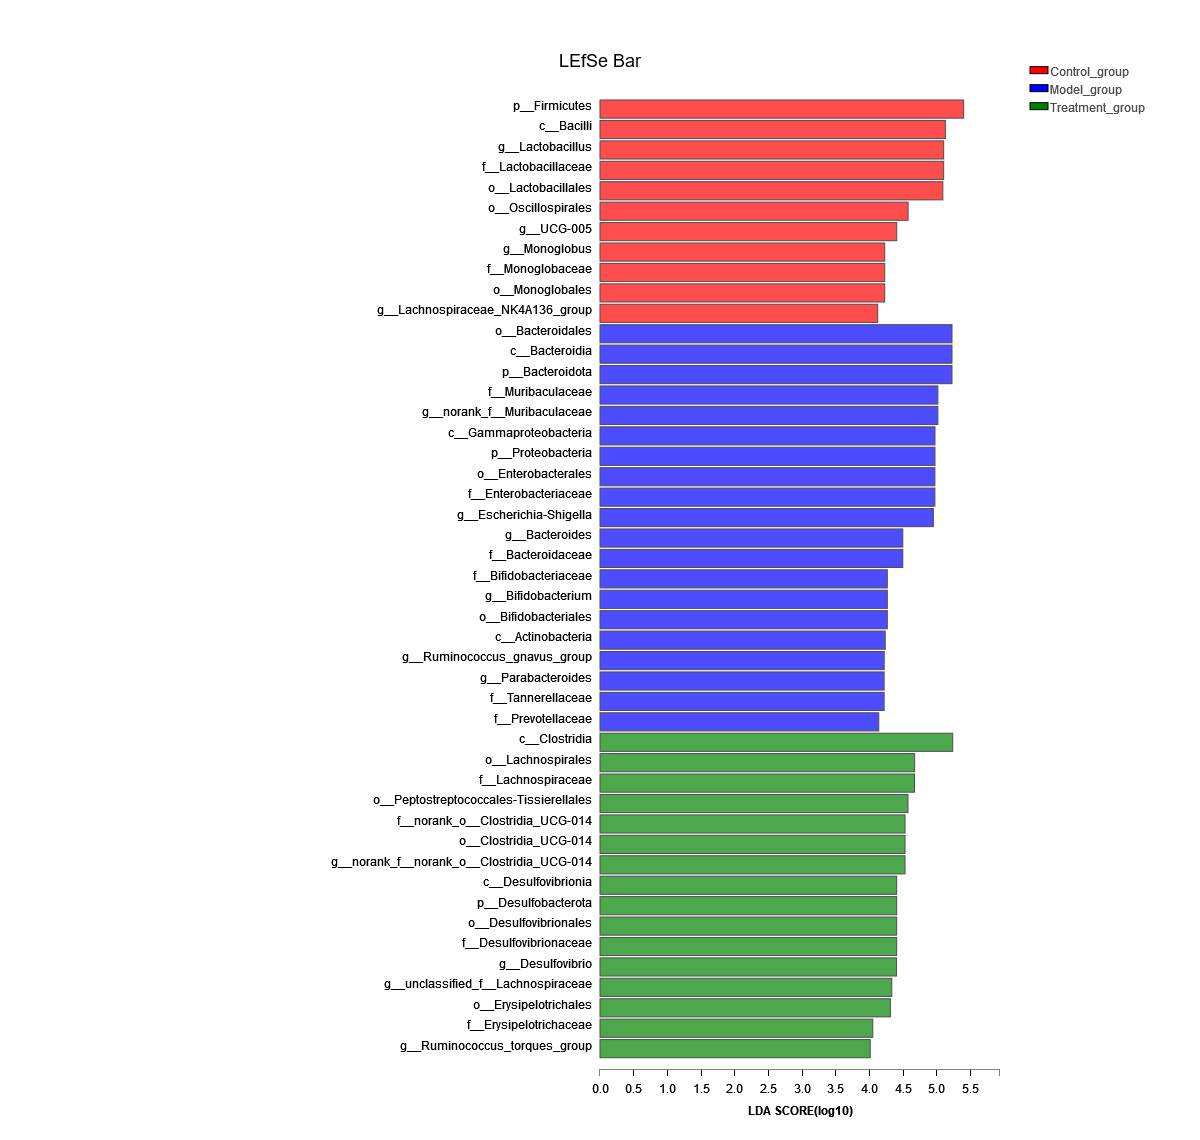 LEfSe Bar
Control_group
Model_group
Treatment_group
p__Firmicutes
c__Bacilli
g__Lactobacillus
f__Lactobacillaceae
o__Lactobacillales
o__Oscillospirales
g__UCG-005
g__Monoglobus
f__Monoglobaceae
o__Monoglobales
g__Lachnospiraceae_NK4A136_group
o__Bacteroidales
c__Bacteroidia
p__Bacteroidota
f__Muribaculaceae
g__norank_f__Muribaculaceae
c__Gammaproteobacteria
p__Proteobacteria
o__Enterobacterales
f__Enterobacteriaceae
g__Escherichia-Shigella
g__Bacteroides
f__Bacteroidaceae
f__Bifidobacteriaceae
g__Bifidobacterium
o__Bifidobacteriales
c__Actinobacteria
g__Ruminococcus_gnavus_group
g__Parabacteroides
f__Tannerellaceae
f__Prevotellaceae
c__Clostridia
o__Lachnospirales
f__Lachnospiraceae
o__Peptostreptococcales-Tissierellales
f__norank_o__Clostridia_UCG-014
o__Clostridia_UCG-014
g__norank_f__norank_o__Clostridia_UCG-014
c__Desulfovibrionia
p__Desulfobacterota
o__Desulfovibrionales
f__Desulfovibrionaceae
g__Desulfovibrio
g__unclassified_f__Lachnospiraceae
o__Erysipelotrichales
f__Erysipelotrichaceae
g__Ruminococcus_torques_group
0.0 0.5 1.0 1.5 2.0 2.5 3.0 3.5 4.0 4.5 5.0 5.5
LDA SCORE(log10)